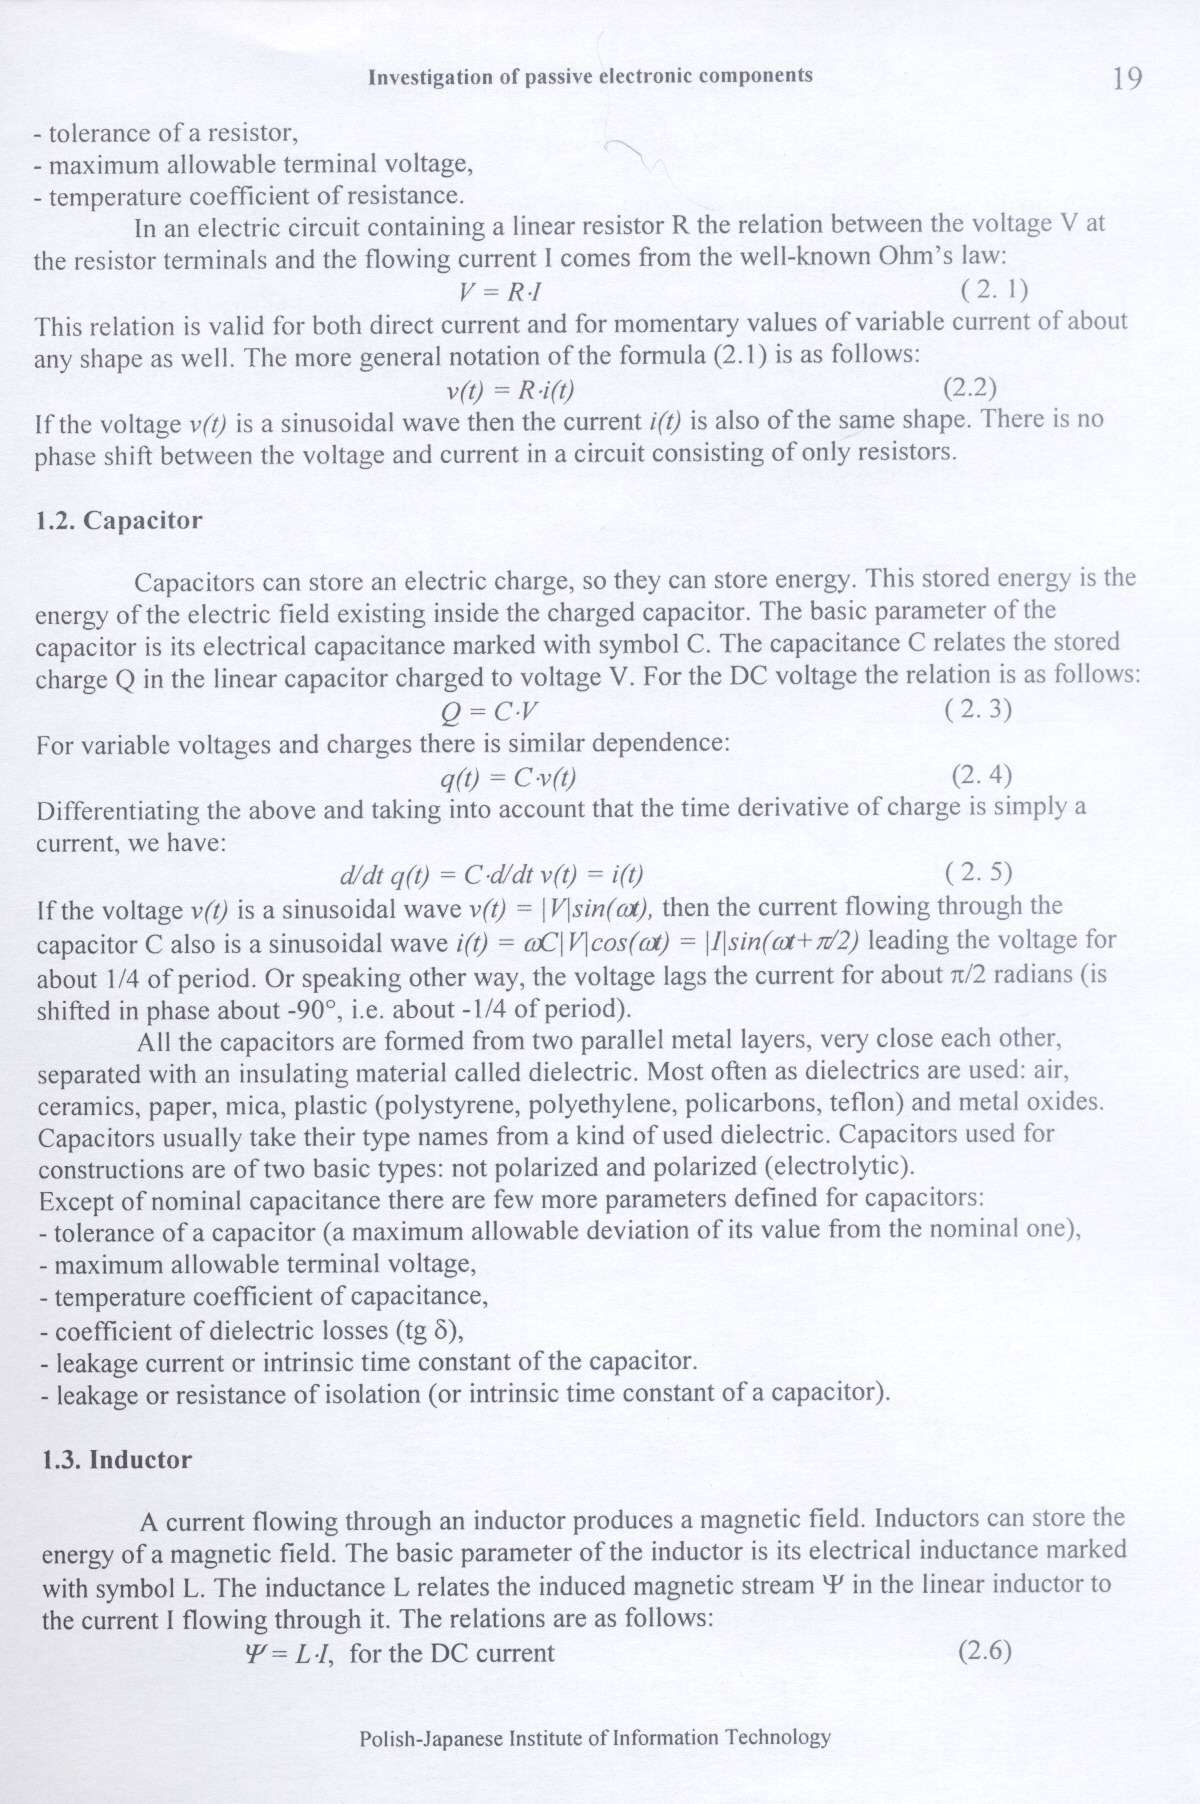 Investigation of passive electronic components
19
- tolerance of a resistor,
- maximum allowable terminal voltage,
- temperature coefficient of resistance.
In an electric circuit containing a linear resistor R the relation between the voltage V at
the resistor terminals and the flowing current I comes from the well-known Ohm's law:
V = R·I ( 2. 1)
This relation is valid for both direct current and for momentary values of variable current of about
any shape as well. The more general notation of the formula (2.1) is as follows:
v(t) = R·i(t) (2.2)
If the voltage v(t) is a sinusoidal wave then the current i(t) is also of the same shape. There is no
phase shift between the voltage and current in a circuit consisting of only resistors.
1.2. Capacitor
Capacitors can store an electric charge, so they can store energy. This stored energy is the
energy of the electric field existing inside the charged capacitor. The basic parameter of the
capacitor is its electrical capacitance marked with symbol C. The capacitance C relates the stored
charge Q in the linear capacitor charged to voltage V. For the DC voltage the relation is as follows:
Q = C·V ( 2. 3)
For variable voltages and charges there is similar dependence:
q(t) = C·v(t) (2. 4)
Differentiating the above and taking into account that the time derivative of charge is simply a
current, we have:
d/dt q(t) = C·d/dt v(t) = i(t) ( 2. 5)
If the voltage v(t) is a sinusoidal wave v(t) = |V|sin(ωt), then the current flowing through the
capacitor C also is a sinusoidal wave i(t) = ωC|V|cos(ωt) = |I|sin(ωt+π/2) leading the voltage for
about 1/4 of period. Or speaking other way, the voltage lags the current for about π/2 radians (is
shifted in phase about -90°, i.e. about -1/4 of period).
All the capacitors are formed from two parallel metal layers, very close each other,
separated with an insulating material called dielectric. Most often as dielectrics are used: air,
ceramics, paper, mica, plastic (polystyrene, polyethylene, policarbons, teflon) and metal oxides.
Capacitors usually take their type names from a kind of used dielectric. Capacitors used for
constructions are of two basic types: not polarized and polarized (electrolytic).
Except of nominal capacitance there are few more parameters defined for capacitors:
- tolerance of a capacitor (a maximum allowable deviation of its value from the nominal one),
- maximum allowable terminal voltage,
- temperature coefficient of capacitance,
- coefficient of dielectric losses (tg δ),
- leakage current or intrinsic time constant of the capacitor.
- leakage or resistance of isolation (or intrinsic time constant of a capacitor).
1.3. Inductor
A current flowing through an inductor produces a magnetic field. Inductors can store the
energy of a magnetic field. The basic parameter of the inductor is its electrical inductance marked
with symbol L. The inductance L relates the induced magnetic stream Ψ in the linear inductor to
the current I flowing through it. The relations are as follows:
Ψ = L·I, for the DC current (2.6)
Polish-Japanese Institute of Information Technology